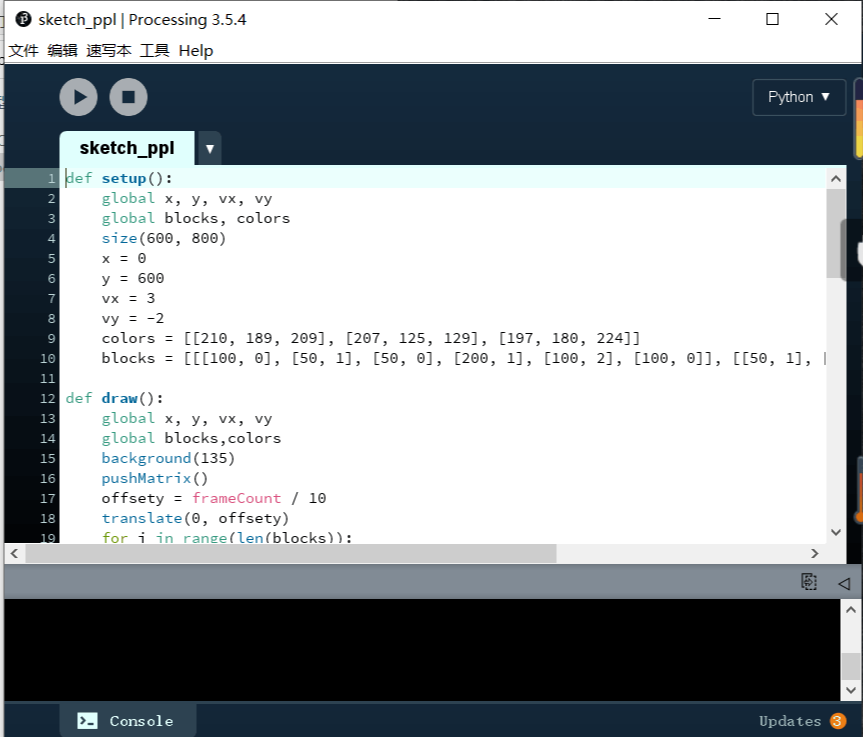 sketch_ppl | Processing 3.5.4
文件 编辑 速写本 工具 Help
Python ▼
sketch_ppl ▼
1 def setup():
2 global x, y, vx, vy
3 global blocks, colors
4 size(600, 800)
5 x = 0
6 y = 600
7 vx = 3
8 vy = -2
9 colors = [[210, 189, 209], [207, 125, 129], [197, 180, 224]]
10 blocks = [[[100, 0], [50, 1], [50, 0], [200, 1], [100, 2], [100, 0]], [[50, 1],
11
12 def draw():
13 global x, y, vx, vy
14 global blocks,colors
15 background(135)
16 pushMatrix()
17 offsety = frameCount / 10
18 translate(0, offsety)
19 for i in range(len(blocks)):
Console
Updates 3